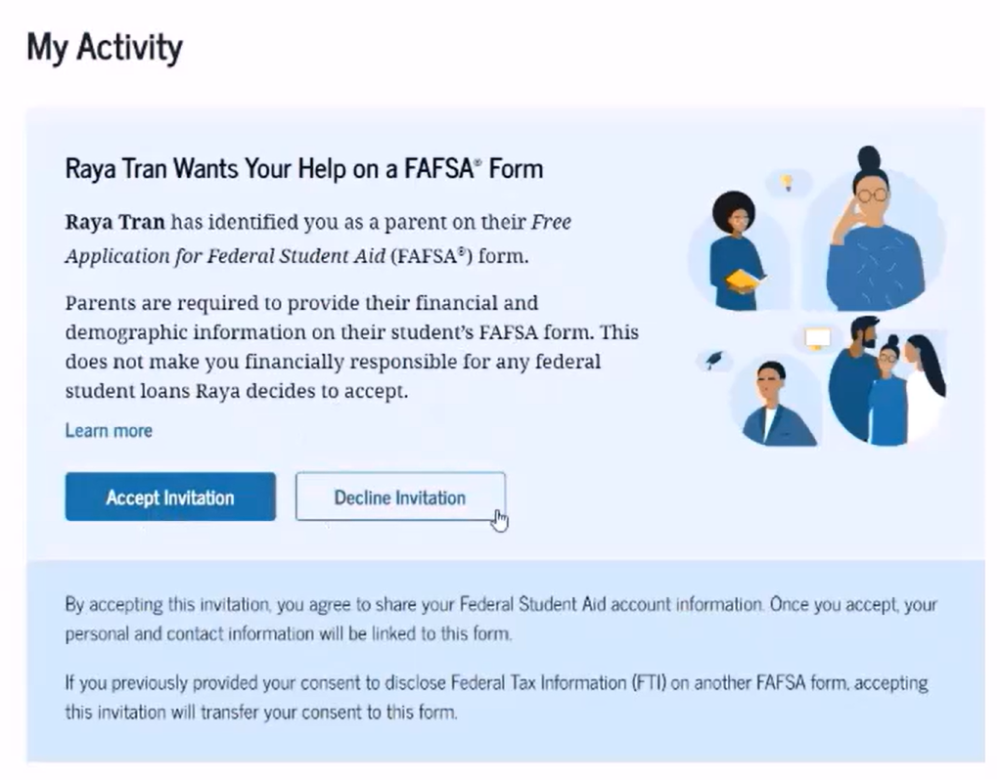 My Activity
Raya Tran Wants Your Help on a FAFSA® Form
Raya Tran has identified you as a parent on their Free
Application for Federal Student Aid (FAFSA®) form.
Parents are required to provide their financial and
demographic information on their student’s FAFSA form. This
does not make you financially responsible for any federal
student loans Raya decides to accept.
Learn more
Accept Invitation
Decline Invitation
By accepting this invitation, you agree to share your Federal Student Aid account information. Once you accept, your
personal and contact information will be linked to this form.
If you previously provided your consent to disclose Federal Tax Information (FTI) on another FAFSA form, accepting
this invitation will transfer your consent to this form.